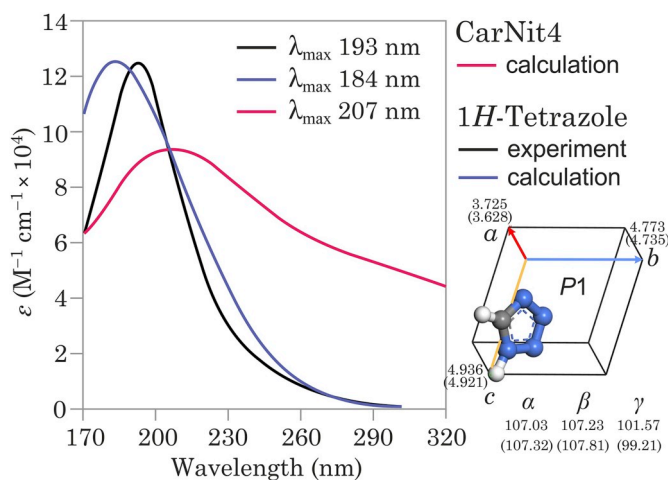 14
12
10
8
6
4
2
0
ε (M⁻¹ cm⁻¹ × 10⁴)
170
200
230
260
290
320
Wavelength (nm)
λmax 193 nm
λmax 184 nm
λmax 207 nm
CarNit4
calculation
1H-Tetrazole
experiment
calculation
3.725
(3.628)
a
4.773
(4.735)
b
P1
4.936
(4.921)
c
α β γ
107.03 107.23 101.57
(107.32) (107.81) (99.21)